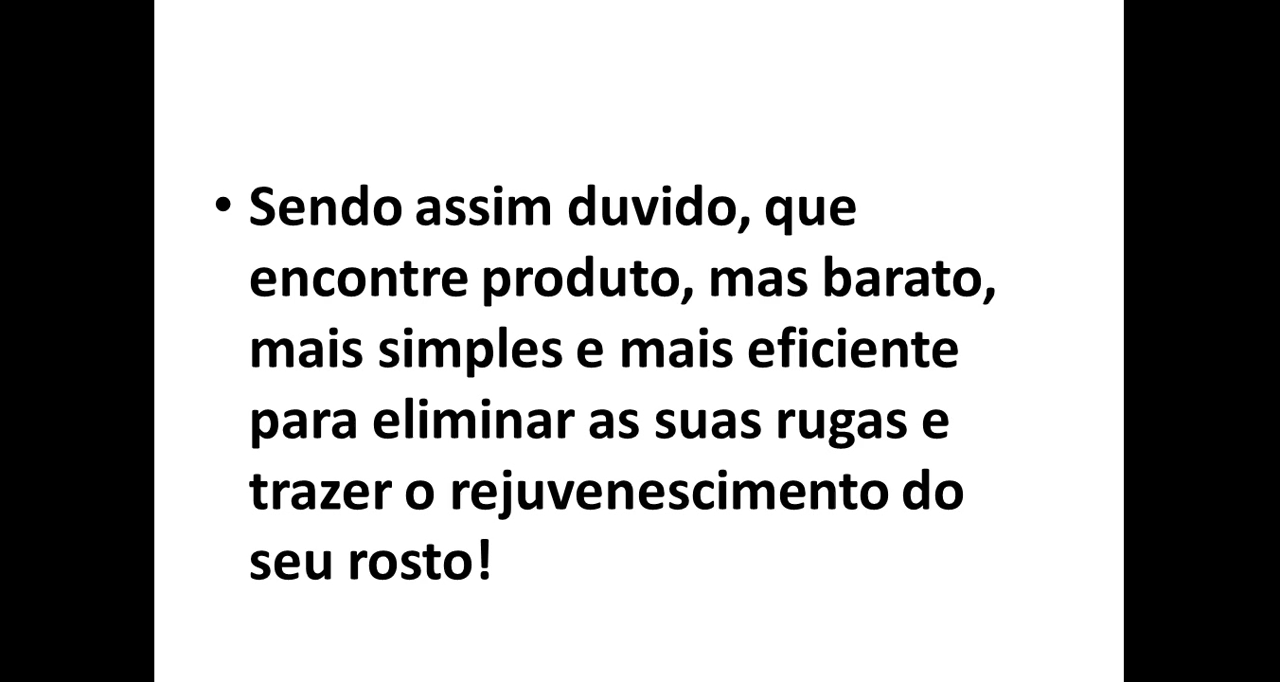 • Sendo assim duvido, que
encontre produto, mas barato,
mais simples e mais eficiente
para eliminar as suas rugas e
trazer o rejuvenescimento do
seu rosto!